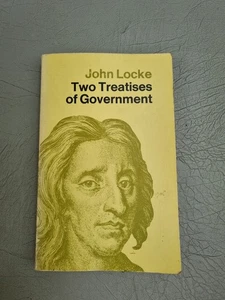 John Locke
Two Treatises
of Government